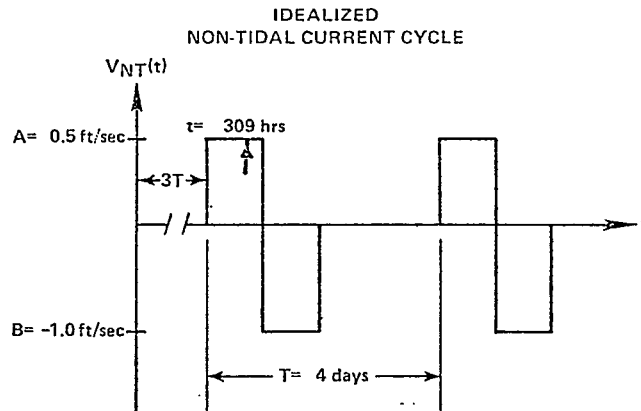 IDEALIZED
NON-TIDAL CURRENT CYCLE
VNT(t)
A= 0.5 ft/sec
τ= 309 hrs
3T
B= -1.0 ft/sec
T= 4 days